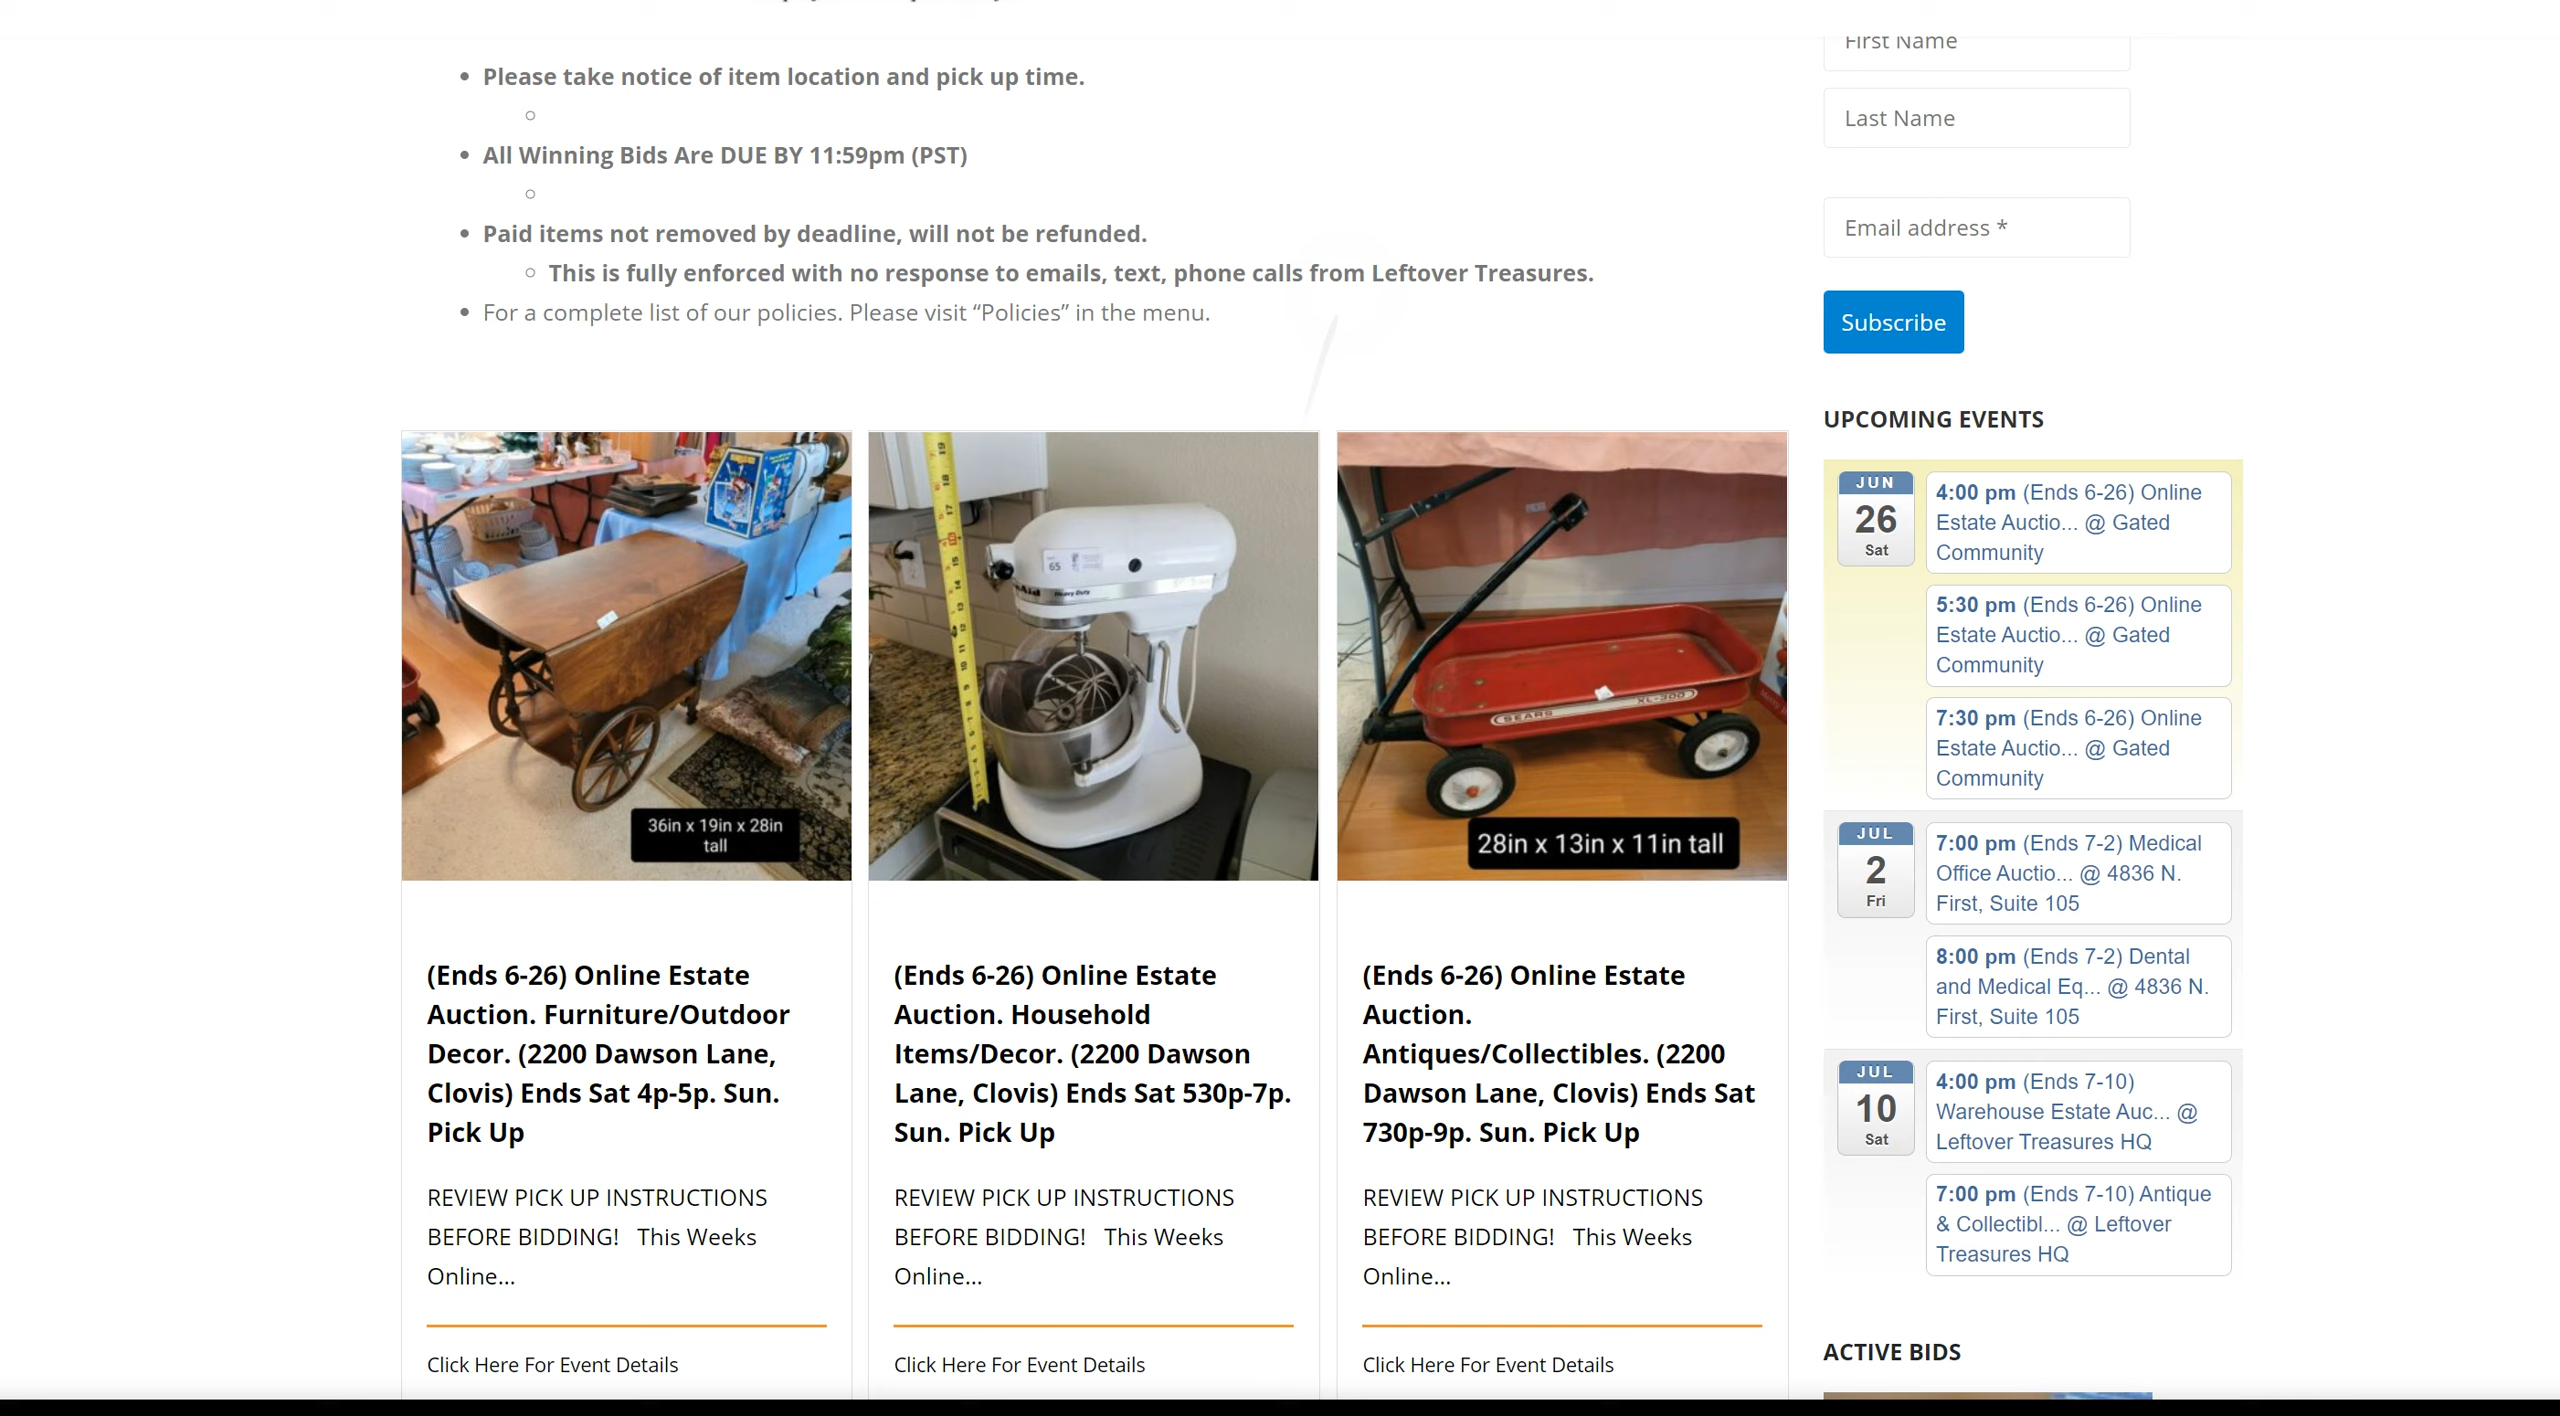 Please take notice of item location and pick up time.
All Winning Bids Are DUE BY 11:59pm (PST)
Paid items not removed by deadline, will not be refunded.
This is fully enforced with no response to emails, text, phone calls from Leftover Treasures.
For a complete list of our policies. Please visit “Policies” in the menu.
36in x 19in x 28in
tall
65
Heavy Duty
SEARS
XL-300
28in x 13in x 11in tall
(Ends 6-26) Online Estate
Auction. Furniture/Outdoor
Decor. (2200 Dawson Lane,
Clovis) Ends Sat 4p-5p. Sun.
Pick Up
REVIEW PICK UP INSTRUCTIONS
BEFORE BIDDING!   This Weeks
Online...
Click Here For Event Details
(Ends 6-26) Online Estate
Auction. Household
Items/Decor. (2200 Dawson
Lane, Clovis) Ends Sat 530p-7p.
Sun. Pick Up
REVIEW PICK UP INSTRUCTIONS
BEFORE BIDDING!   This Weeks
Online...
Click Here For Event Details
(Ends 6-26) Online Estate
Auction.
Antiques/Collectibles. (2200
Dawson Lane, Clovis) Ends Sat
730p-9p. Sun. Pick Up
REVIEW PICK UP INSTRUCTIONS
BEFORE BIDDING!   This Weeks
Online...
Click Here For Event Details
First Name
Last Name
Email address *
Subscribe
UPCOMING EVENTS
JUN
26
Sat
4:00 pm (Ends 6-26) Online
Estate Auctio... @ Gated
Community
5:30 pm (Ends 6-26) Online
Estate Auctio... @ Gated
Community
7:30 pm (Ends 6-26) Online
Estate Auctio... @ Gated
Community
JUL
2
Fri
7:00 pm (Ends 7-2) Medical
Office Auctio... @ 4836 N.
First, Suite 105
8:00 pm (Ends 7-2) Dental
and Medical Eq... @ 4836 N.
First, Suite 105
JUL
10
Sat
4:00 pm (Ends 7-10)
Warehouse Estate Auc... @
Leftover Treasures HQ
7:00 pm (Ends 7-10) Antique
& Collectibl... @ Leftover
Treasures HQ
ACTIVE BIDS